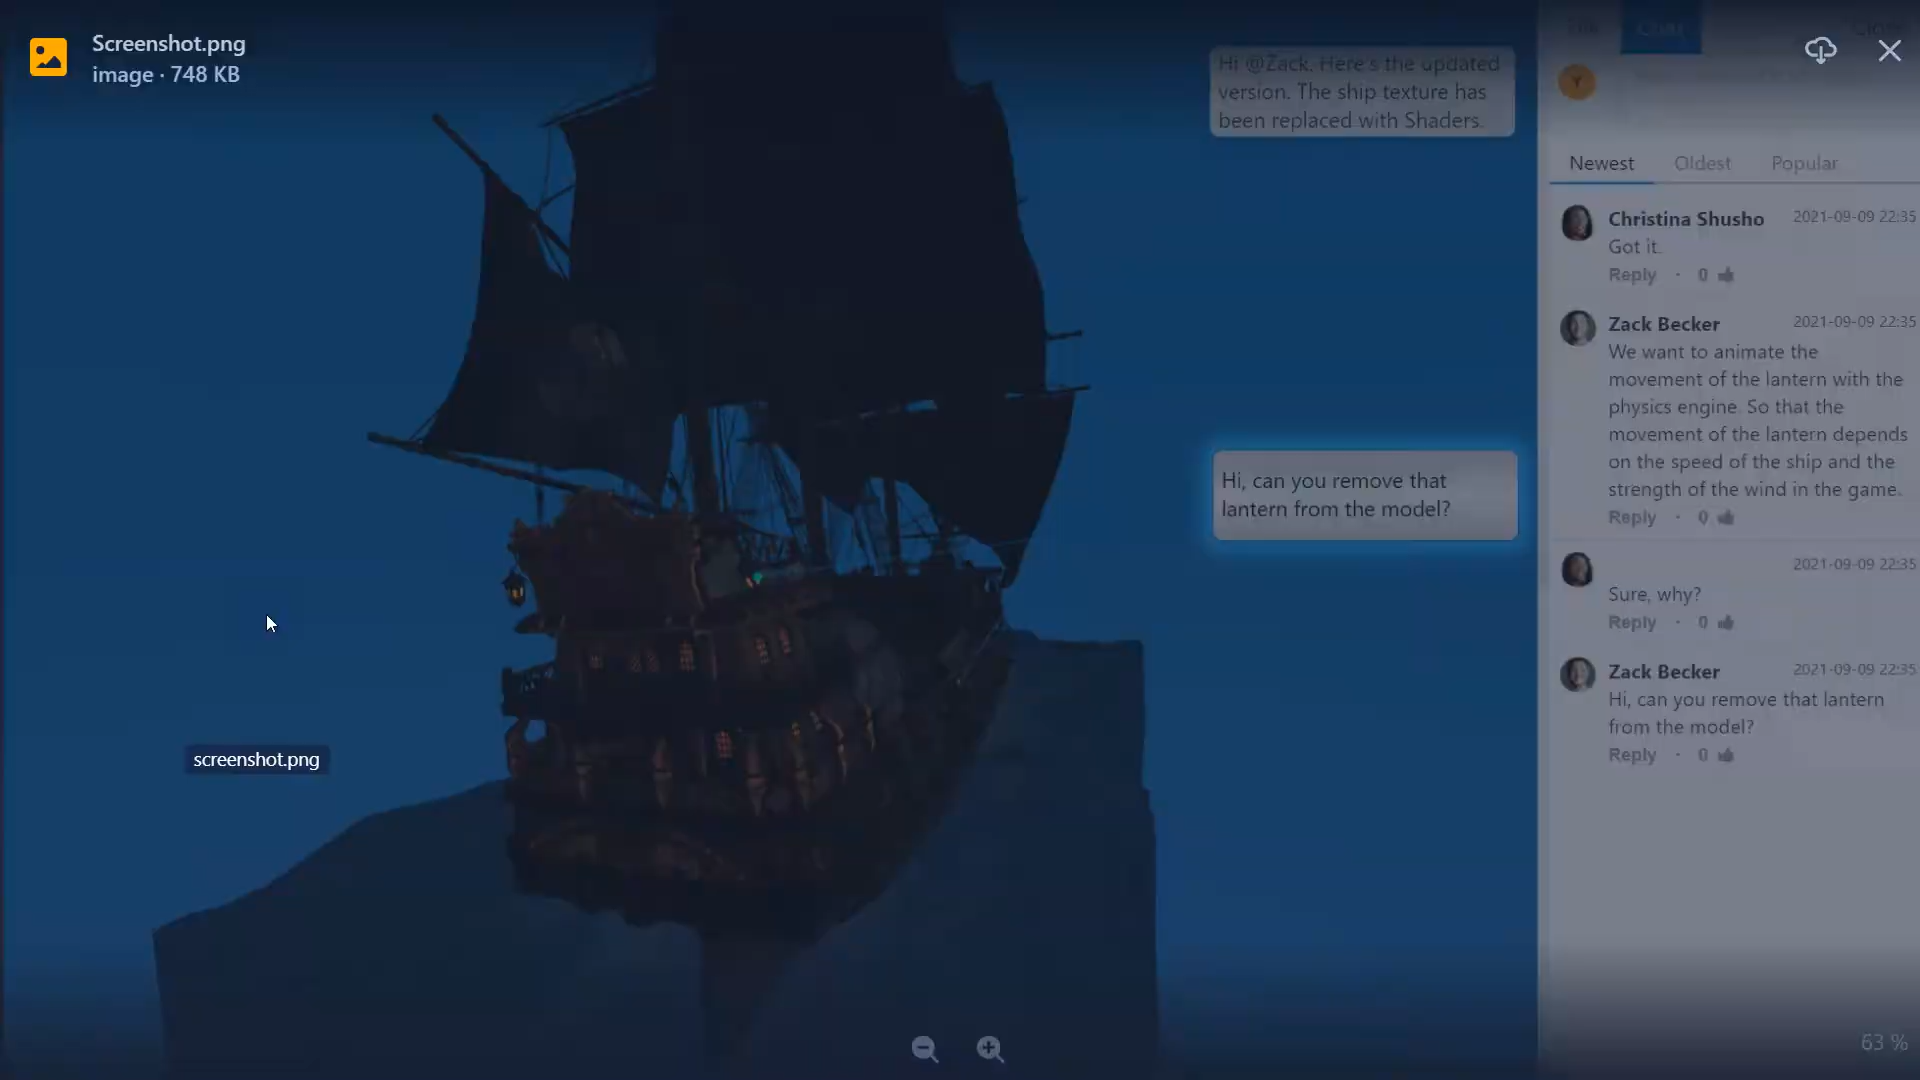 Screenshot.png
image · 748 KB
Hi @Zack. Here's the updated
version. The ship texture has
been replaced with Shaders.
Hi, can you remove that
lantern from the model?
screenshot.png
Chat
Close
Y
Newest Oldest Popular
Christina Shusho 2021-09-09 22:35
Got it.
Reply · 0
Zack Becker 2021-09-09 22:35
We want to animate the
movement of the lantern with the
physics engine. So that the
movement of the lantern depends
on the speed of the ship and the
strength of the wind in the game.
Reply · 0
2021-09-09 22:35
Sure, why?
Reply · 0
Zack Becker 2021-09-09 22:35
Hi, can you remove that lantern
from the model?
Reply · 0
63 %